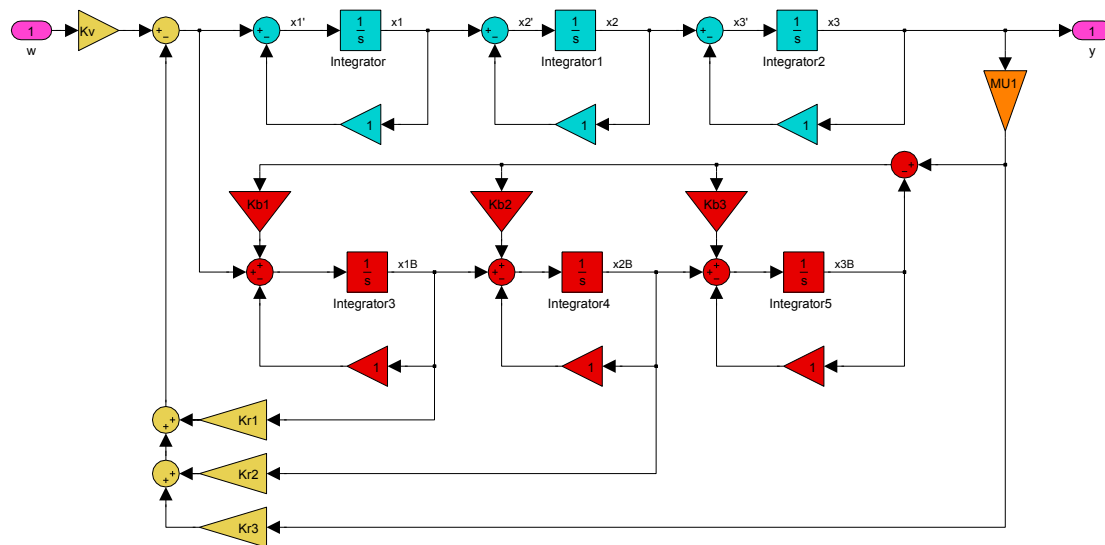 1
w
Kv
+
−
+
−
x1'
1
s
Integrator
x1
1
+
−
x2'
1
s
Integrator1
x2
1
+
−
x3'
1
s
Integrator2
x3
1
1
y
MU1
+
−
Kb1
Kb2
Kb3
+
+
−
1
s
Integrator3
x1B
1
+
+
−
1
s
Integrator4
x2B
1
+
+
−
1
s
Integrator5
x3B
1
+
+
Kr1
+
+
Kr2
Kr3